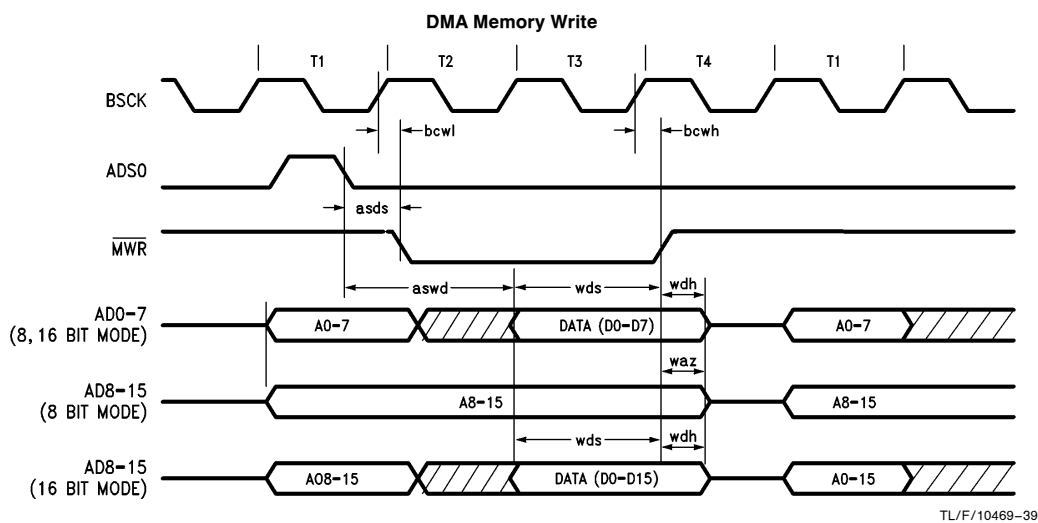 DMA Memory Write
T1 T2 T3 T4 T1
BSCK
bcwl bcwh
ADS0
asds
MWR
aswd wds wdh
AD0-7
(8, 16 BIT MODE)
A0-7 DATA (D0-D7) A0-7
waz
AD8-15
(8 BIT MODE)
A8-15 A8-15
wds wdh
AD8-15
(16 BIT MODE)
A08-15 DATA (D0-D15) A0-15
TL/F/10469-39